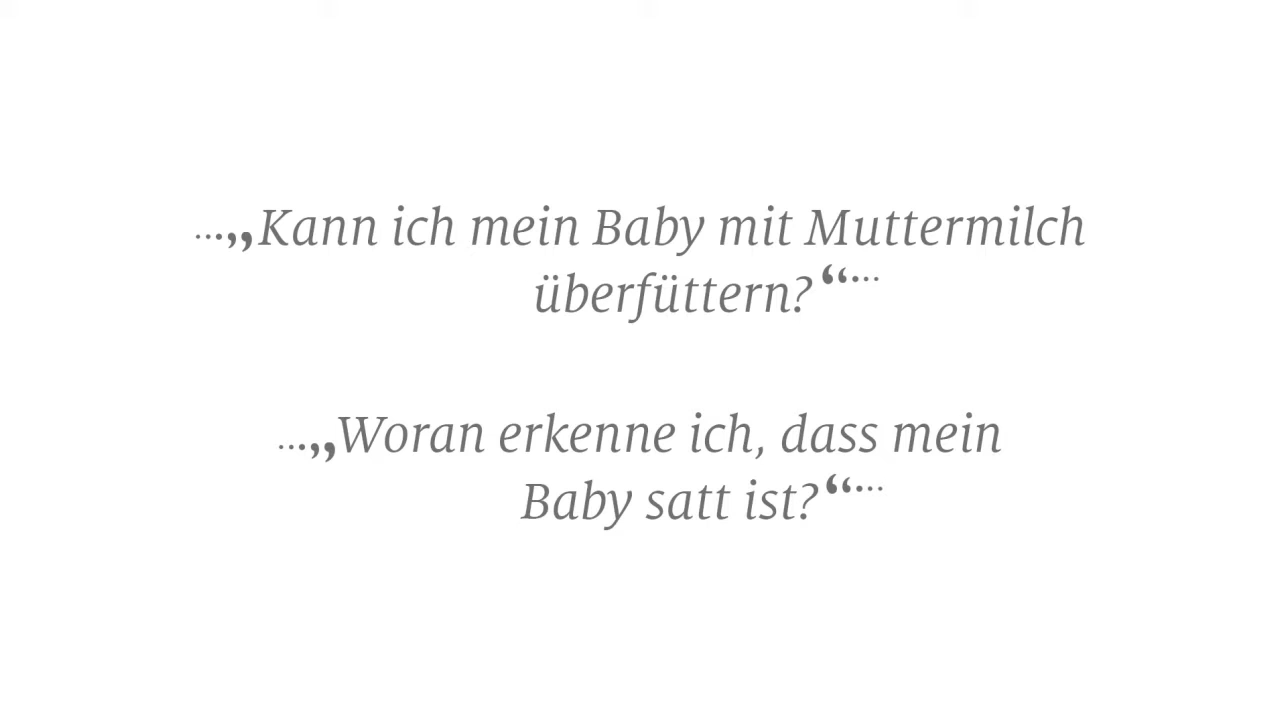 ...„Kann ich mein Baby mit Muttermilch
überfüttern?“...
...„Woran erkenne ich, dass mein
Baby satt ist?“...